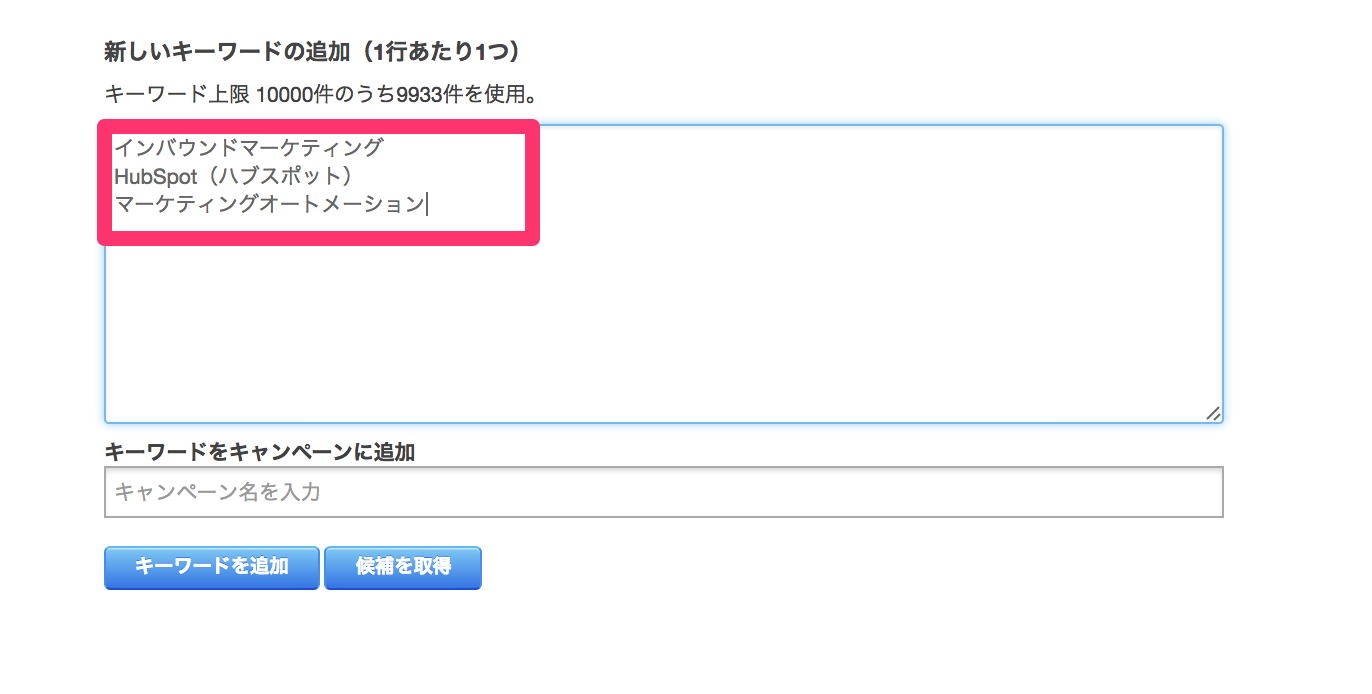 新しいキーワードの追加（1行あたり1つ）
キーワード上限 10000件のうち9933件を使用。
インバウンドマーケティング
HubSpot（ハブスポット）
マーケティングオートメーション
キーワードをキャンペーンに追加
キャンペーン名を入力
キーワードを追加 候補を取得